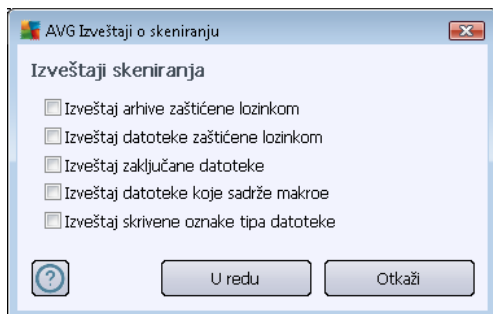 AVG Izveštaji o skeniranju
Izveštaji skeniranja
Izveštaj arhive zaštićene lozinkom
Izveštaj datoteke zaštićene lozinkom
Izveštaj zaključane datoteke
Izveštaj datoteke koje sadrže makroe
Izveštaj skrivene oznake tipa datoteke
?
U redu
Otkaži